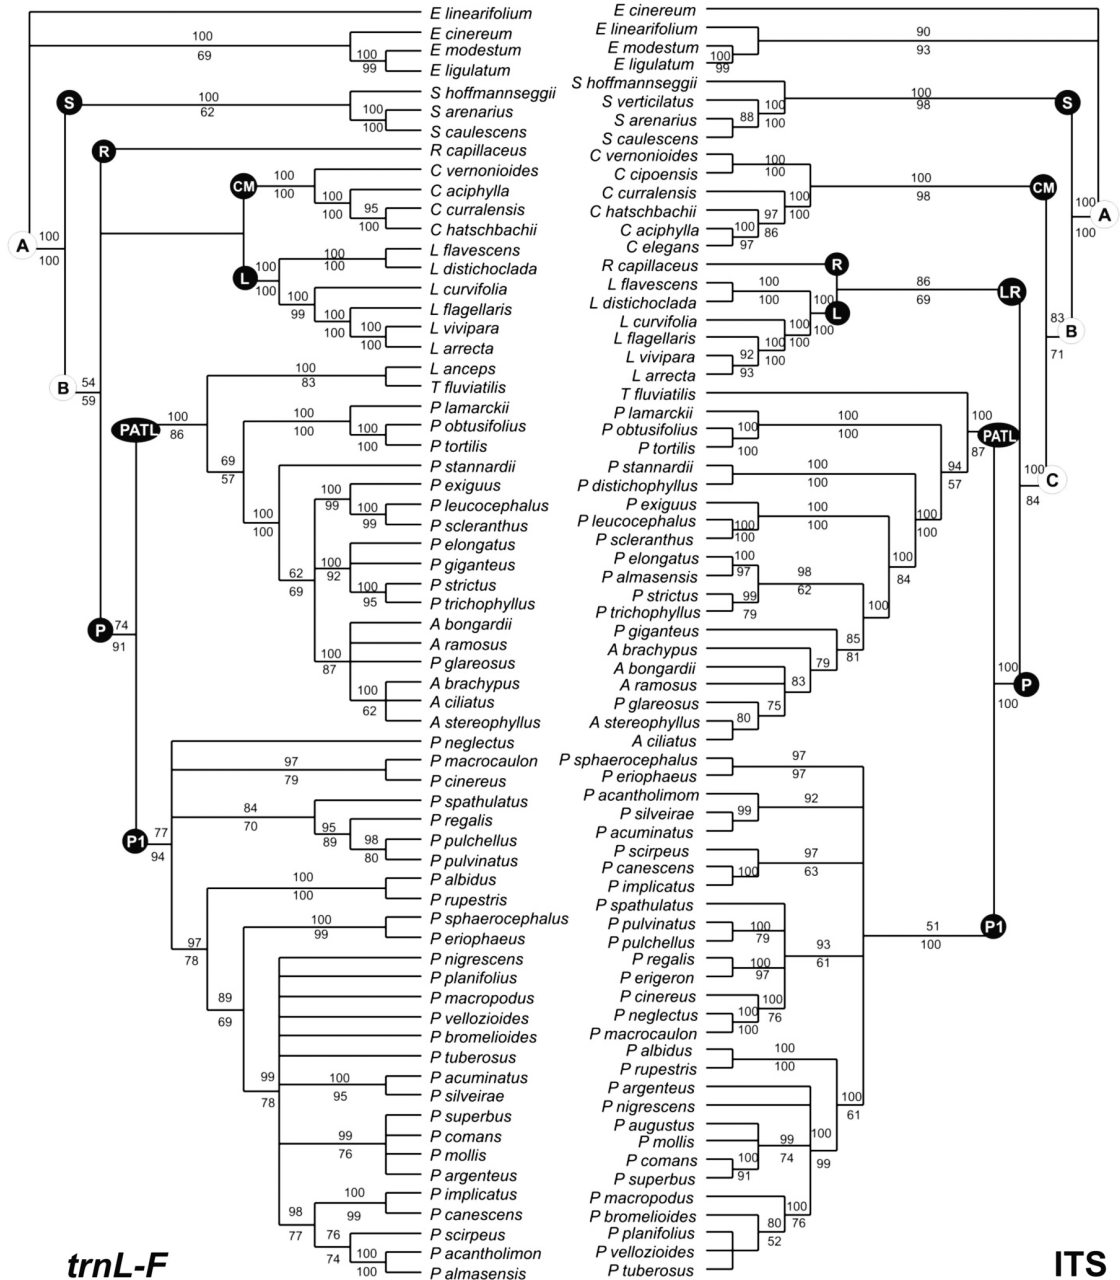 E linearifolium
E cinereum
100
69
E modestum
100
99
E ligulatum
S hoffmannseggii
S
100
62
S arenarius
100
100
S caulescens
R
R capillaceus
C vernonioides
CM
100
100
C aciphylla
100
100
C curralensis
95
100
C hatschbachii
A
100
100
L flavescens
100
100
L distichoclada
L
100
100
L curvifolia
100
99
L flagellaris
100
100
L vivipara
100
100
L arrecta
L anceps
100
83
T fluviatilis
B
54
59
P lamarckii
100
100
P obtusifolius
100
100
P tortilis
PATL
100
86
69
57
P stannardii
P exiguus
100
99
P leucocephalus
100
99
P scleranthus
100
100
P elongatus
P giganteus
100
92
P strictus
100
95
P trichophyllus
62
69
A bongardii
A ramosus
P glareosus
100
87
A brachypus
A ciliatus
100
62
A stereophyllus
P
74
91
P neglectus
P macrocaulon
97
79
P cinereus
P spathulatus
84
70
P regalis
95
89
P pulchellus
98
80
P pulvinatus
P1
77
94
P albidus
100
100
P rupestris
P sphaerocephalus
100
99
P eriophaeus
97
78
P nigrescens
P planifolius
P macropodus
P vellozioides
P bromelioides
P tuberosus
89
69
P acuminatus
100
95
P silveirae
99
78
P superbus
P comans
99
76
P mollis
P argenteus
P implicatus
100
99
P canescens
98
77
P scirpeus
76
74
P acantholimon
100
100
P almasensis
trnL-F
E cinereum
E linearifolium
90
93
E modestum
100
99
E ligulatum
S hoffmannseggii
100
98
S
S verticilatus
100
100
S arenarius
88
S caulescens
C vernonioides
100
100
C cipoensis
100
98
CM
C curralensis
100
100
C hatschbachii
97
86
C aciphylla
100
97
C elegans
100
100
A
R capillaceus
R
L flavescens
100
100
86
69
LR
L distichoclada
100
100
L
L curvifolia
100
100
L flagellaris
100
100
L vivipara
92
93
L arrecta
83
71
B
T fluviatilis
P lamarckii
100
100
100
87
PATL
P obtusifolius
100
P tortilis
P stannardii
100
100
94
57
100
84
C
P distichophyllus
P exiguus
100
100
100
100
P leucocephalus
100
100
P scleranthus
P elongatus
100
97
100
84
P almasensis
98
62
P strictus
99
79
100
P trichophyllus
P giganteus
85
81
A brachypus
79
A bongardii
83
A ramosus
100
100
P
P glareosus
75
A stereophyllus
80
A ciliatus
P sphaerocephalus
97
97
P eriophaeus
P acantholimom
92
P silveirae
99
P acuminatus
P scirpeus
97
63
P canescens
100
P implicatus
P spathulatus
P pulvinatus
100
79
51
100
P1
P pulchellus
93
61
P regalis
100
97
P erigeron
P cinereus
100
76
P neglectus
100
100
P macrocaulon
P albidus
100
100
P rupestris
P argenteus
100
61
P nigrescens
P augustus
100
99
P mollis
99
74
P comans
100
91
P superbus
P macropodus
100
76
P bromelioides
80
52
P planifolius
P vellozioides
P tuberosus
ITS